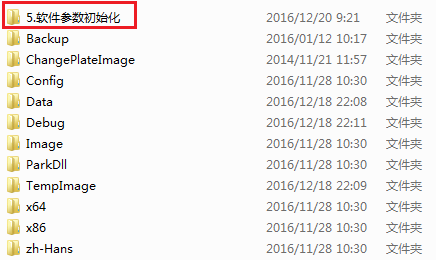 5.软件参数初始化 2016/12/20 9:21 文件夹
Backup 2016/01/12 10:17 文件夹
ChangePlateImage 2014/11/21 11:57 文件夹
Config 2016/11/28 10:30 文件夹
Data 2016/12/18 22:08 文件夹
Debug 2016/12/18 22:11 文件夹
Image 2016/11/28 10:30 文件夹
ParkDll 2016/11/28 10:30 文件夹
TempImage 2016/12/18 22:09 文件夹
x64 2016/11/28 10:30 文件夹
x86 2016/11/28 10:30 文件夹
zh-Hans 2016/11/28 10:30 文件夹